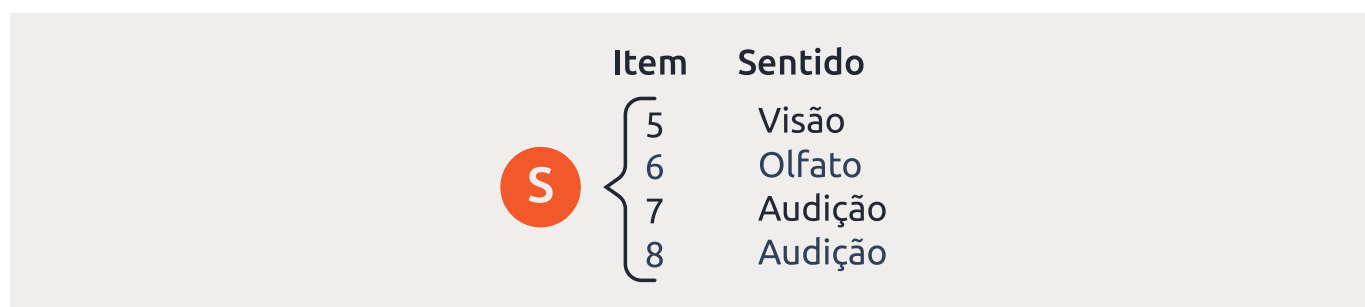 Item Sentido
5 Visão
6 Olfato
S
7 Audição
8 Audição